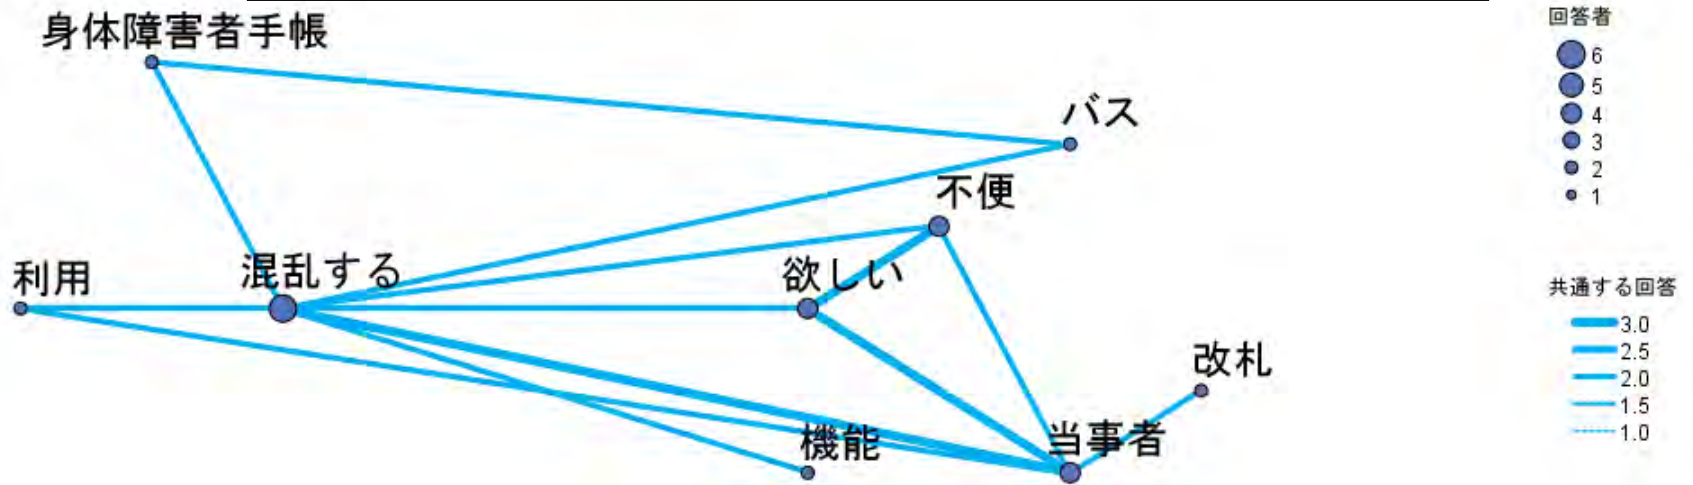 身体障害者手帳
バス
不便
利用
混乱する
欲しい
改札
機能
当事者
回答者
6
5
4
3
2
1
共通する回答
3.0
2.5
2.0
1.5
1.0